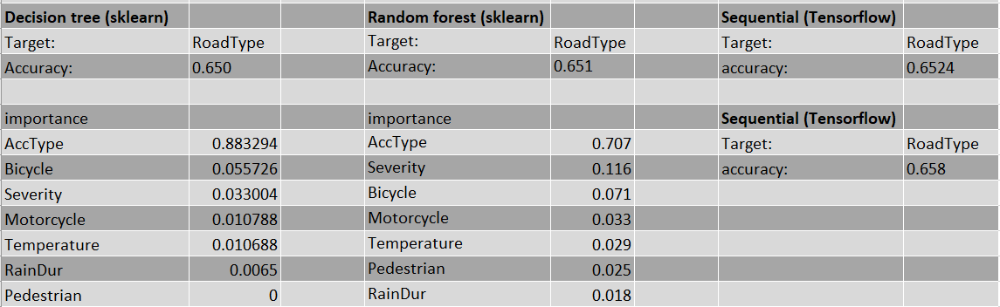 Decision tree (sklearn) Random forest (sklearn) Sequential (Tensorflow)
Target: RoadType Target: RoadType Target: RoadType
Accuracy: 0.650 Accuracy: 0.651 accuracy: 0.6524
importance importance Sequential (Tensorflow)
AccType 0.883294 AccType 0.707 Target: RoadType
Bicycle 0.055726 Severity 0.116 accuracy: 0.658
Severity 0.033004 Bicycle 0.071
Motorcycle 0.010788 Motorcycle 0.033
Temperature 0.010688 Temperature 0.029
RainDur 0.0065 Pedestrian 0.025
Pedestrian 0 RainDur 0.018